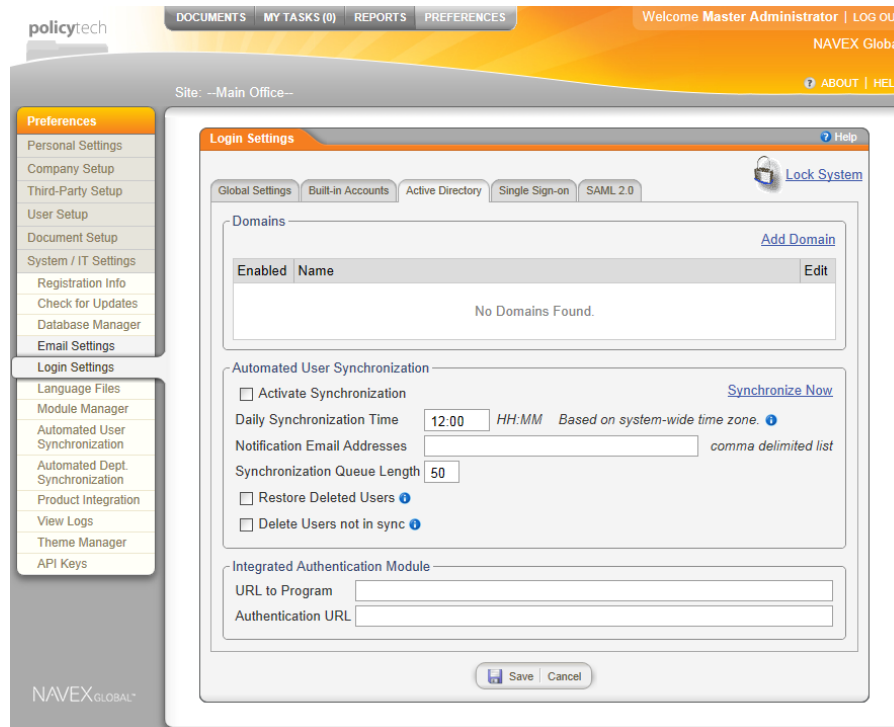 policytech
DOCUMENTS MY TASKS (0) REPORTS PREFERENCES
Welcome Master Administrator | LOG OU
NAVEX Globa
Site: --Main Office--
? ABOUT | HEL
Preferences
Personal Settings
Company Setup
Third-Party Setup
User Setup
Document Setup
System / IT Settings
Registration Info
Check for Updates
Database Manager
Email Settings
Login Settings
Language Files
Module Manager
Automated User
Synchronization
Automated Dept.
Synchronization
Product Integration
View Logs
Theme Manager
API Keys
NAVEX GLOBAL™
Login Settings
? Help
Lock System
Global Settings Built-in Accounts Active Directory Single Sign-on SAML 2.0
Domains
Add Domain
Enabled Name Edit
No Domains Found.
Automated User Synchronization
Activate Synchronization Synchronize Now
Daily Synchronization Time 12:00 HH:MM Based on system-wide time zone. i
Notification Email Addresses comma delimited list
Synchronization Queue Length 50
Restore Deleted Users i
Delete Users not in sync i
Integrated Authentication Module
URL to Program
Authentication URL
Save Cancel